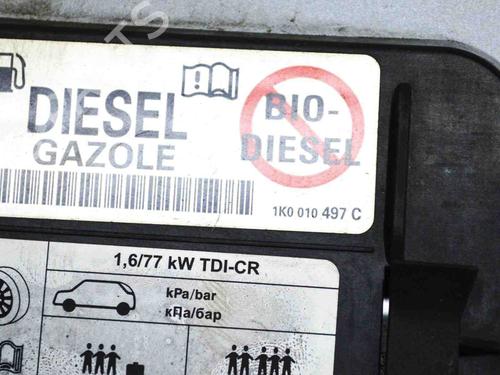 DIESEL
GAZOLE
BIO-
DIESEL
1K0 010 497 C
1,6/77 kW TDI-CR
kPa/bar
кПа/бар